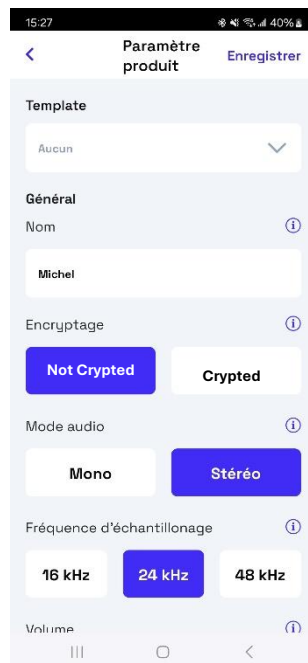 15:27 40%
Paramètre
produit
Enregistrer
Template
Aucun
Général
Nom
Michel
Encryptage
Not Crypted Crypted
Mode audio
Mono Stéréo
Fréquence d'échantillonage
16 kHz 24 kHz 48 kHz
Volume